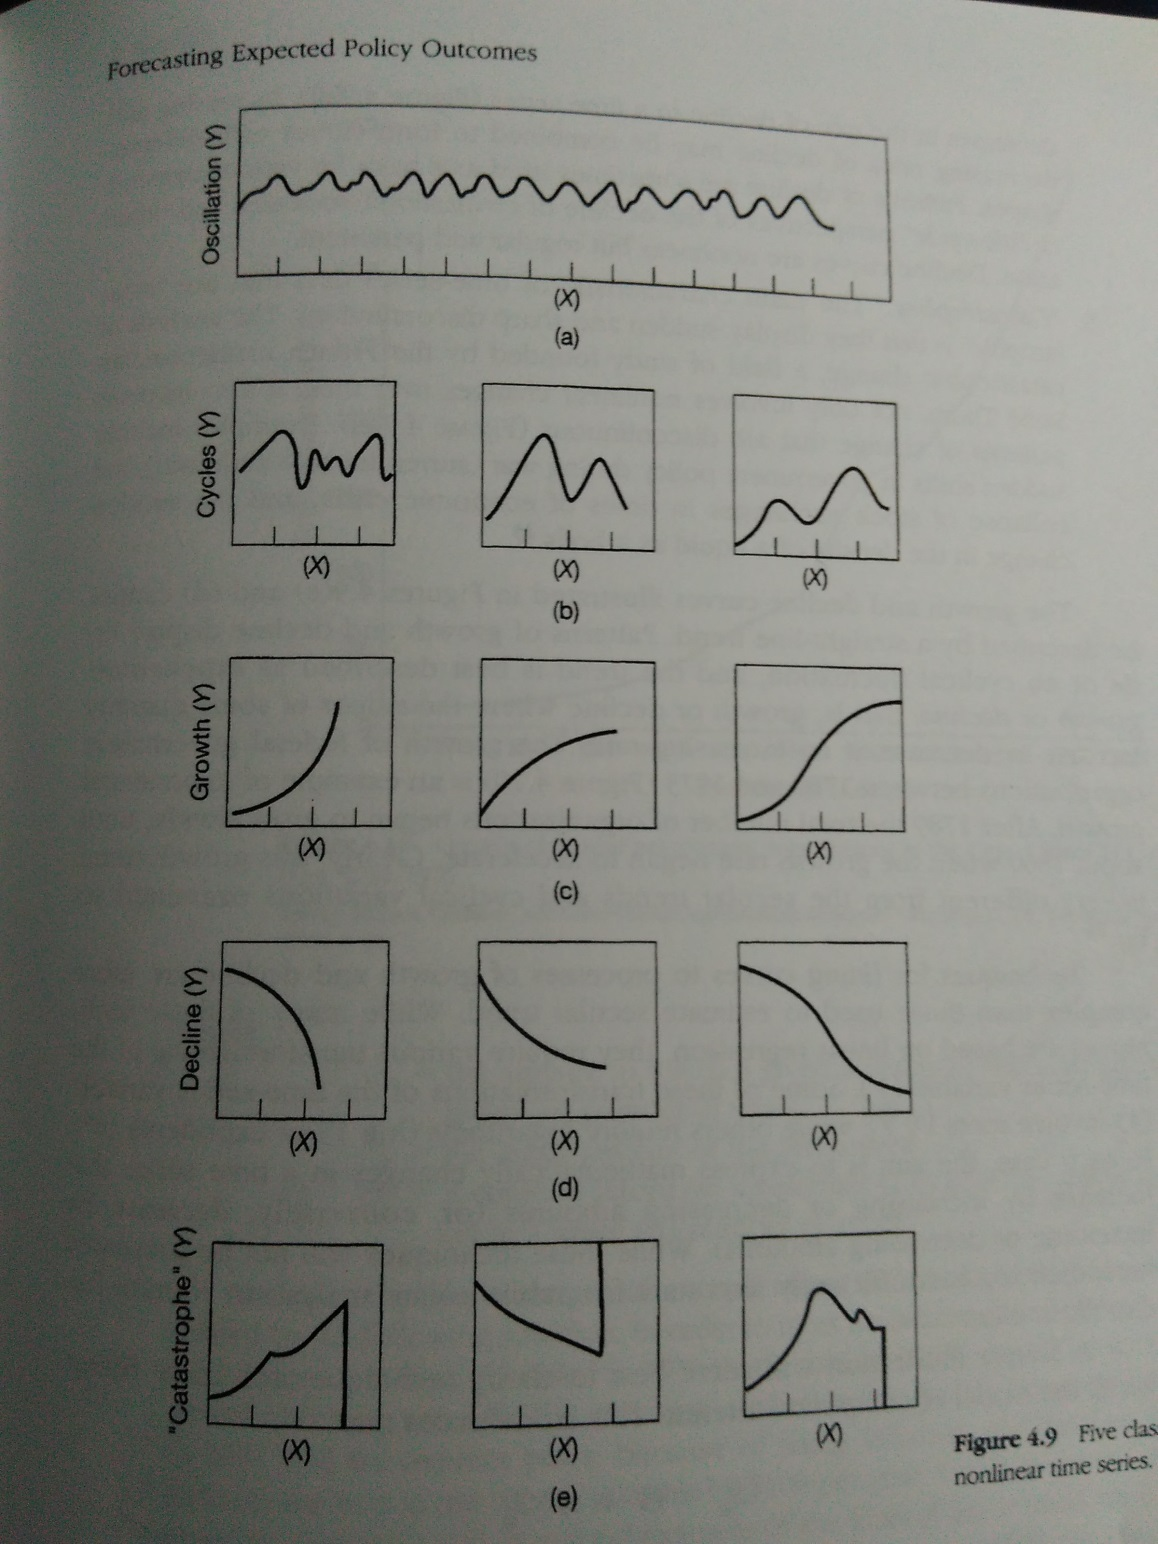 Forecasting Expected Policy Outcomes
Oscillation (Y)
(X)
(a)
Cycles (Y)
(X)
(X)
(X)
(b)
Growth (Y)
(X)
(X)
(X)
(c)
Decline (Y)
(X)
(X)
(X)
(d)
"Catastrophe" (Y)
(X)
(X)
(X)
(e)
Figure 4.9 Five clas
nonlinear time series.